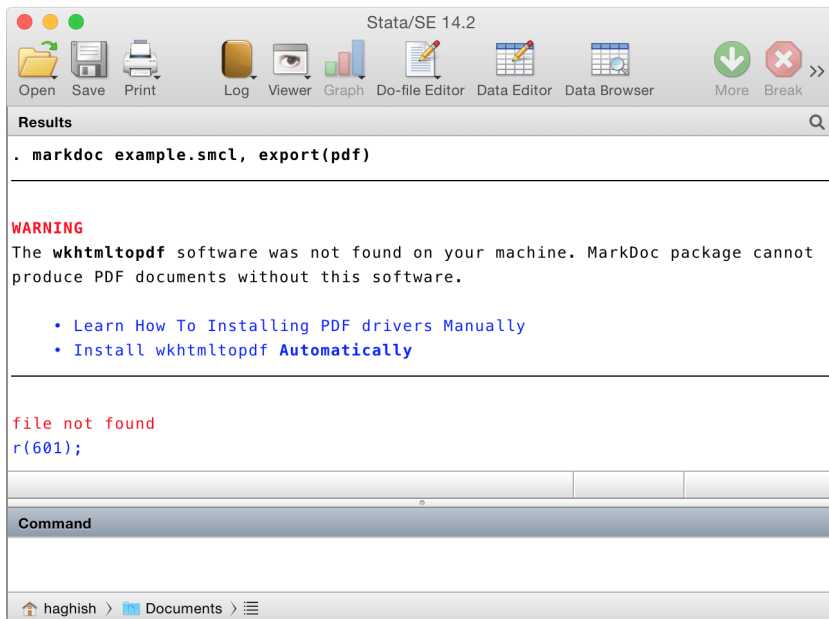 Stata/SE 14.2
Open Save Print Log Viewer Graph Do-file Editor Data Editor Data Browser More Break
Results
. markdoc example.smcl, export(pdf)
WARNING
The wkhtmltopdf software was not found on your machine. MarkDoc package cannot
produce PDF documents without this software.
• Learn How To Installing PDF drivers Manually
• Install wkhtmltopdf Automatically
file not found
r(601);
Command
haghish 〉 Documents 〉